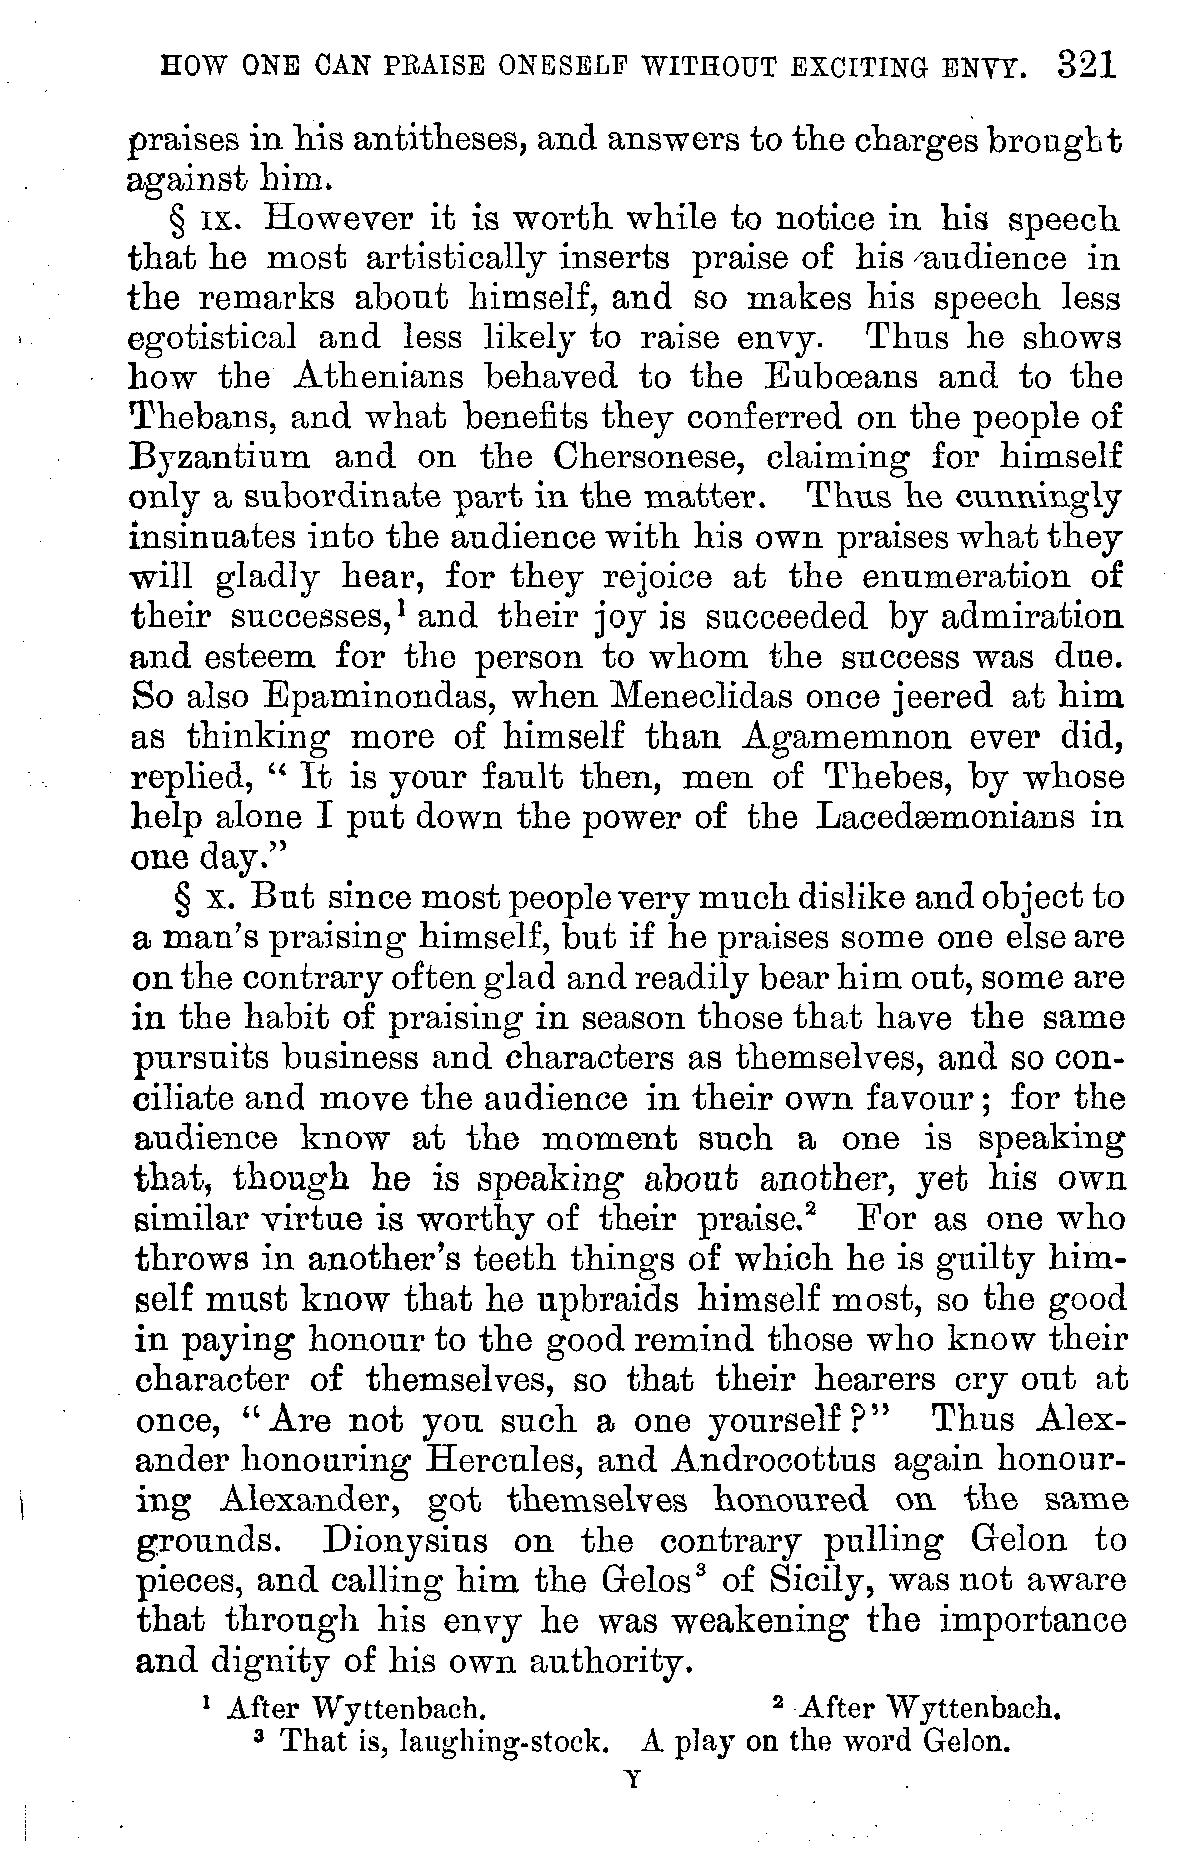 HOW ONE CAN PRAISE ONESELF WITHOUT EXCITING ENVY. 321
praises in his antitheses, and answers to the charges brought
against him.
§ IX. However it is worth while to notice in his speech
that he most artistically inserts praise of his audience in
the remarks about himself, and so makes his speech less
egotistical and less likely to raise envy. Thus he shows
how the Athenians behaved to the Eubœans and to the
Thebans, and what benefits they conferred on the people of
Byzantium and on the Chersonese, claiming for himself
only a subordinate part in the matter. Thus he cunningly
insinuates into the audience with his own praises what they
will gladly hear, for they rejoice at the enumeration of
their successes,¹ and their joy is succeeded by admiration
and esteem for the person to whom the success was due.
So also Epaminondas, when Meneclidas once jeered at him
as thinking more of himself than Agamemnon ever did,
replied, “ It is your fault then, men of Thebes, by whose
help alone I put down the power of the Lacedæmonians in
one day.”
§ X. But since most people very much dislike and object to
a man's praising himself, but if he praises some one else are
on the contrary often glad and readily bear him out, some are
in the habit of praising in season those that have the same
pursuits business and characters as themselves, and so con-
ciliate and move the audience in their own favour; for the
audience know at the moment such a one is speaking
that, though he is speaking about another, yet his own
similar virtue is worthy of their praise.² For as one who
throws in another's teeth things of which he is guilty him-
self must know that he upbraids himself most, so the good
in paying honour to the good remind those who know their
character of themselves, so that their hearers cry out at
once, “ Are not you such a one yourself?” Thus Alex-
ander honouring Hercules, and Androcottus again honour-
ing Alexander, got themselves honoured on the same
grounds. Dionysius on the contrary pulling Gelon to
pieces, and calling him the Gelos³ of Sicily, was not aware
that through his envy he was weakening the importance
and dignity of his own authority.
¹ After Wyttenbach. ² After Wyttenbach.
³ That is, laughing-stock. A play on the word Gelon.
Y